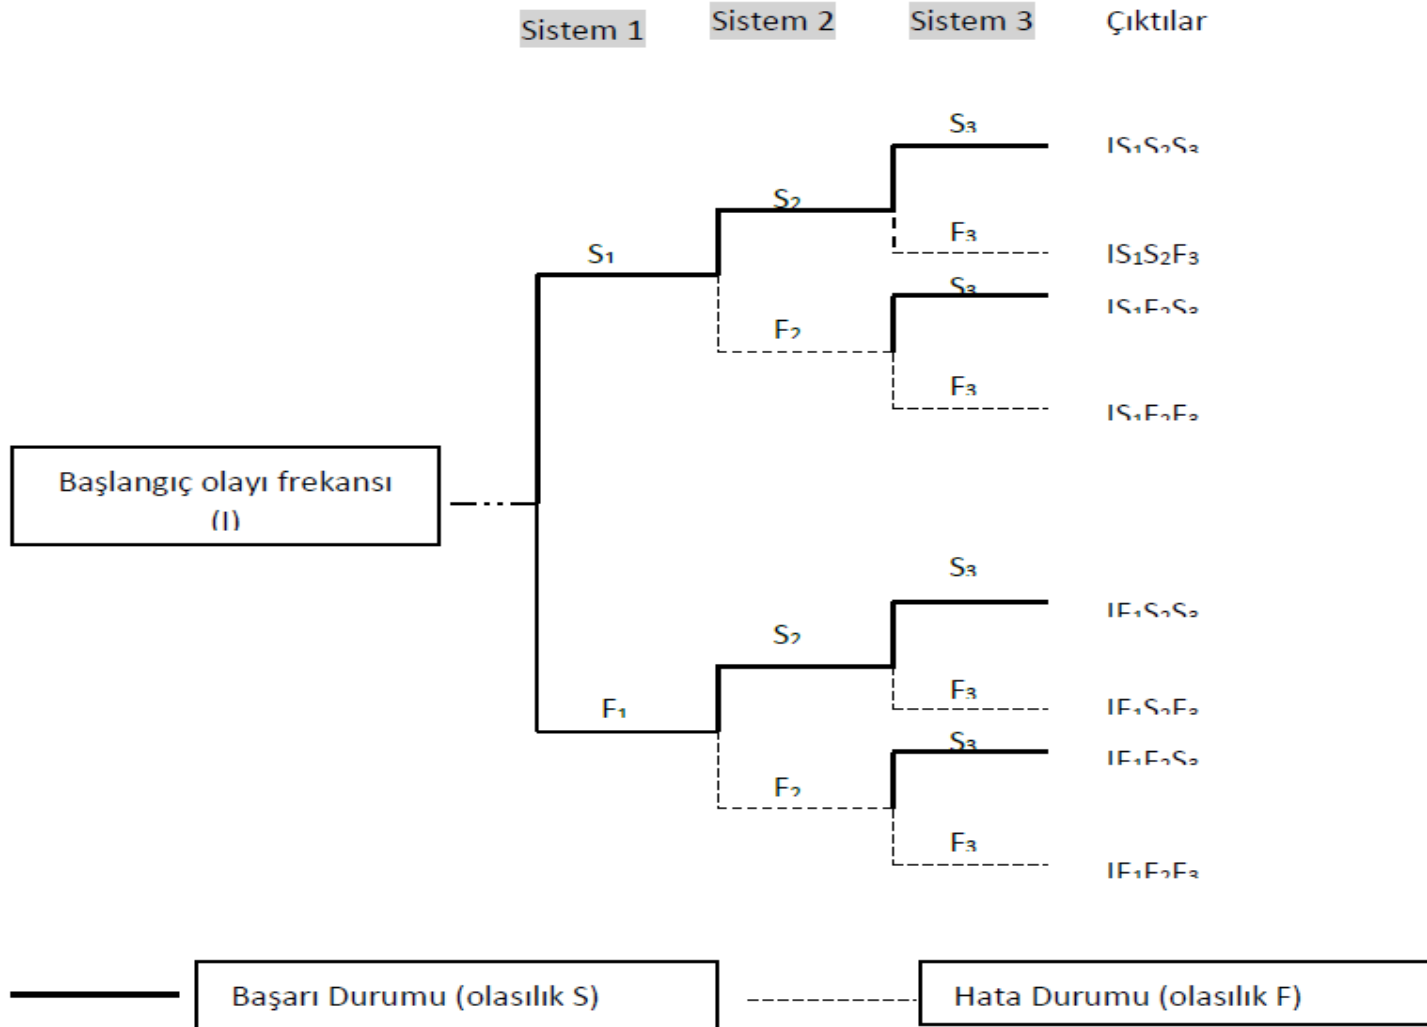 Sistem 1 Sistem 2 Sistem 3 Çıktılar
S₃
IS₁S₂S₃
S₂
F₃
S₁
IS₁S₂F₃
S₃
IS₁F₂S₃
F₂
F₃
IS₁F₂F₃
Başlangıç olayı frekansı
(I)
S₃
IF₁S₂S₃
S₂
F₃
F₁
IF₁S₂F₃
S₃
IF₁F₂S₃
F₂
F₃
IF₁F₂F₃
Başarı Durumu (olasılık S)
Hata Durumu (olasılık F)